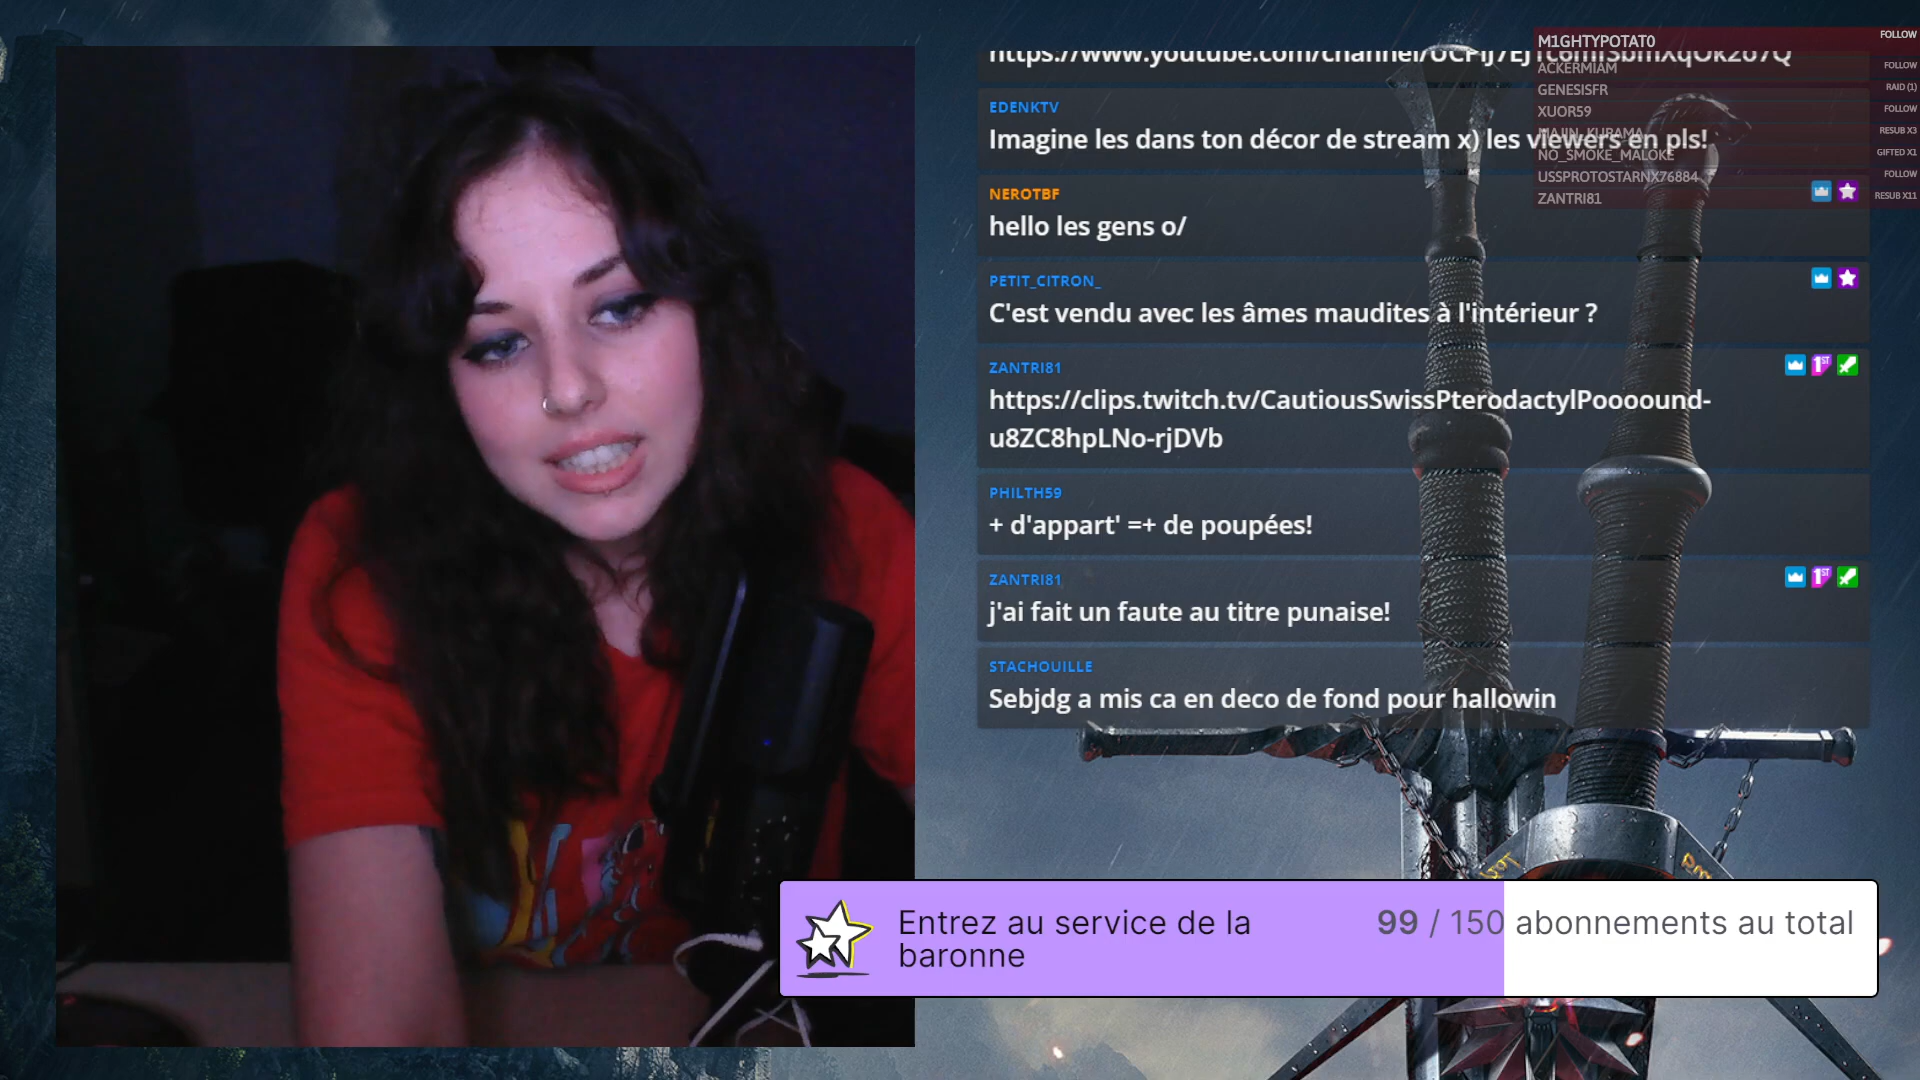 M1GHTYPOTAT0 FOLLOW
ACKERMIAM FOLLOW
GENESISFR RAID (1)
XUOR59 FOLLOW
MAJIN_KURAMA RESUB X3
NO_SMOKE_MALOKE GIFTED X1
USSPROTOSTARNX76884 FOLLOW
ZANTRI81 RESUB X11
EDENKTV
Imagine les dans ton décor de stream x) les viewers en pls!
NEROTBF
hello les gens o/
PETIT_CITRON_
C'est vendu avec les âmes maudites à l'intérieur ?
ZANTRI81
1ST
https://clips.twitch.tv/CautiousSwissPterodactylPoooound-
u8ZC8hpLNo-rjDVb
PHILTH59
+ d'appart' =+ de poupées!
ZANTRI81
1ST
j'ai fait un faute au titre punaise!
STACHOUILLE
Sebjdg a mis ca en deco de fond pour hallowin
Entrez au service de la
baronne
99 / 150 abonnements au total